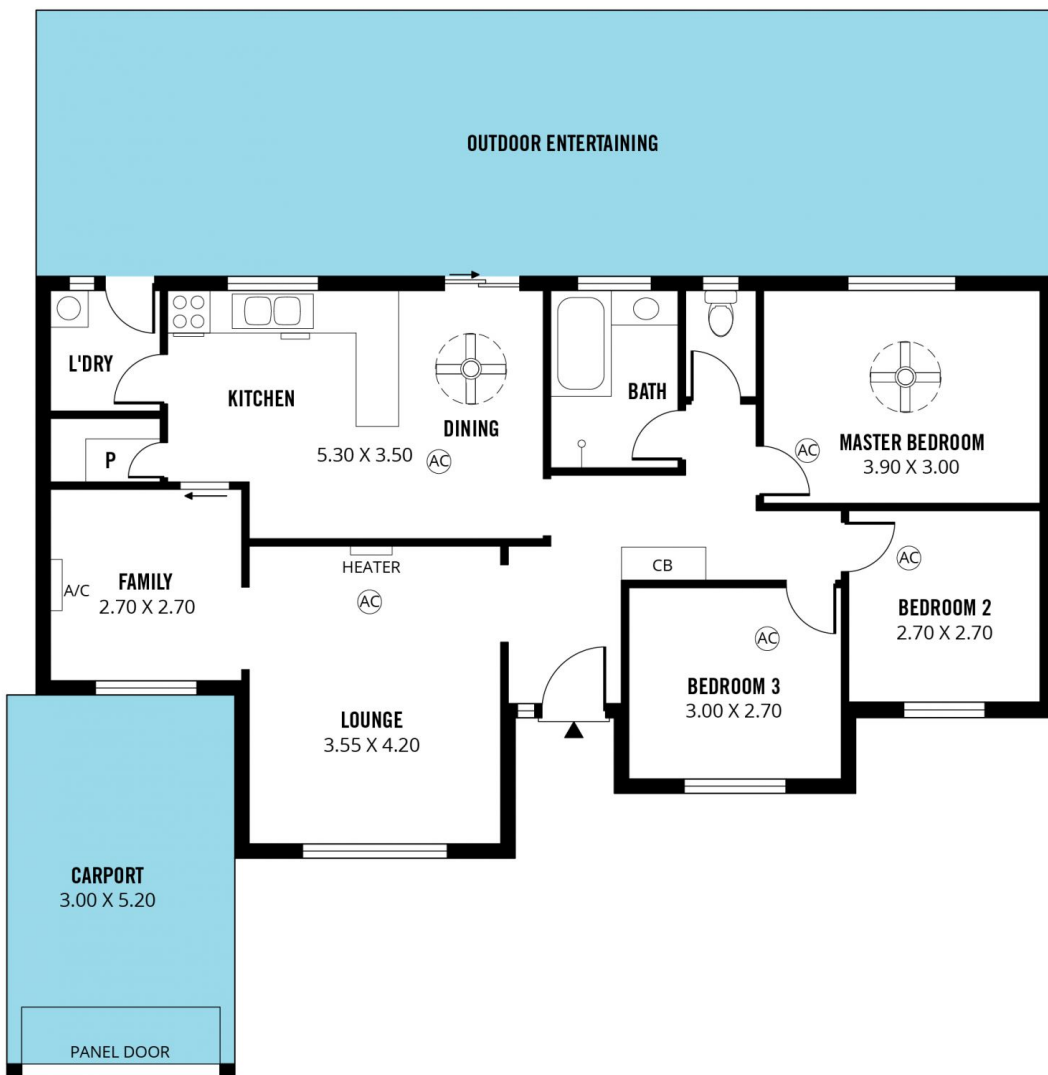 OUTDOOR ENTERTAINING
L'DRY
KITCHEN
DINING
5.30 X 3.50
AC
BATH
AC
MASTER BEDROOM
3.90 X 3.00
P
FAMILY
2.70 X 2.70
A/C
HEATER
AC
CB
AC
BEDROOM 2
2.70 X 2.70
AC
BEDROOM 3
3.00 X 2.70
LOUNGE
3.55 X 4.20
CARPORT
3.00 X 5.20
PANEL DOOR